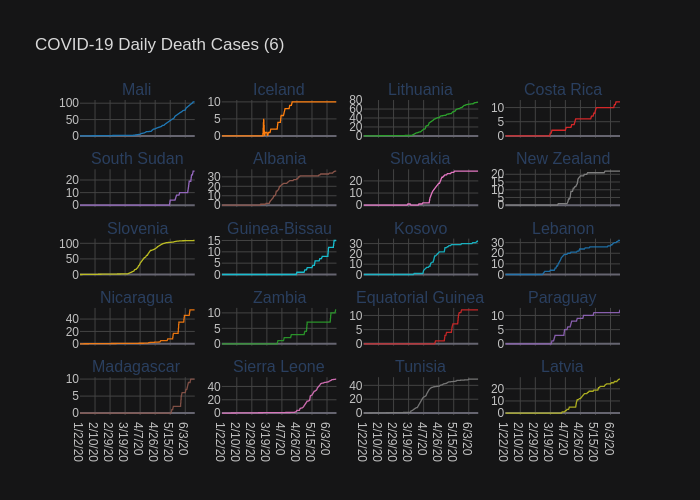 COVID-19 Daily Death Cases (6)
Mali Iceland Lithuania Costa Rica
100 50 0
10 5 0
80 60 40 20 0
10 5 0
South Sudan Albania Slovakia New Zealand
20 10 0
30 20 10 0
20 10 0
20 15 10 5 0
Slovenia Guinea-Bissau Kosovo Lebanon
100 50 0
15 10 5 0
30 20 10 0
30 20 10 0
Nicaragua Zambia Equatorial Guinea Paraguay
40 20 0
10 5 0
10 5 0
10 5 0
Madagascar Sierra Leone Tunisia Latvia
10 5 0
40 20 0
40 20 0
20 10 0
1/22/20 2/10/20 2/29/20 3/19/20 4/7/20 4/26/20 5/15/20 6/3/20
1/22/20 2/10/20 2/29/20 3/19/20 4/7/20 4/26/20 5/15/20 6/3/20
1/22/20 2/10/20 2/29/20 3/19/20 4/7/20 4/26/20 5/15/20 6/3/20
1/22/20 2/10/20 2/29/20 3/19/20 4/7/20 4/26/20 5/15/20 6/3/20